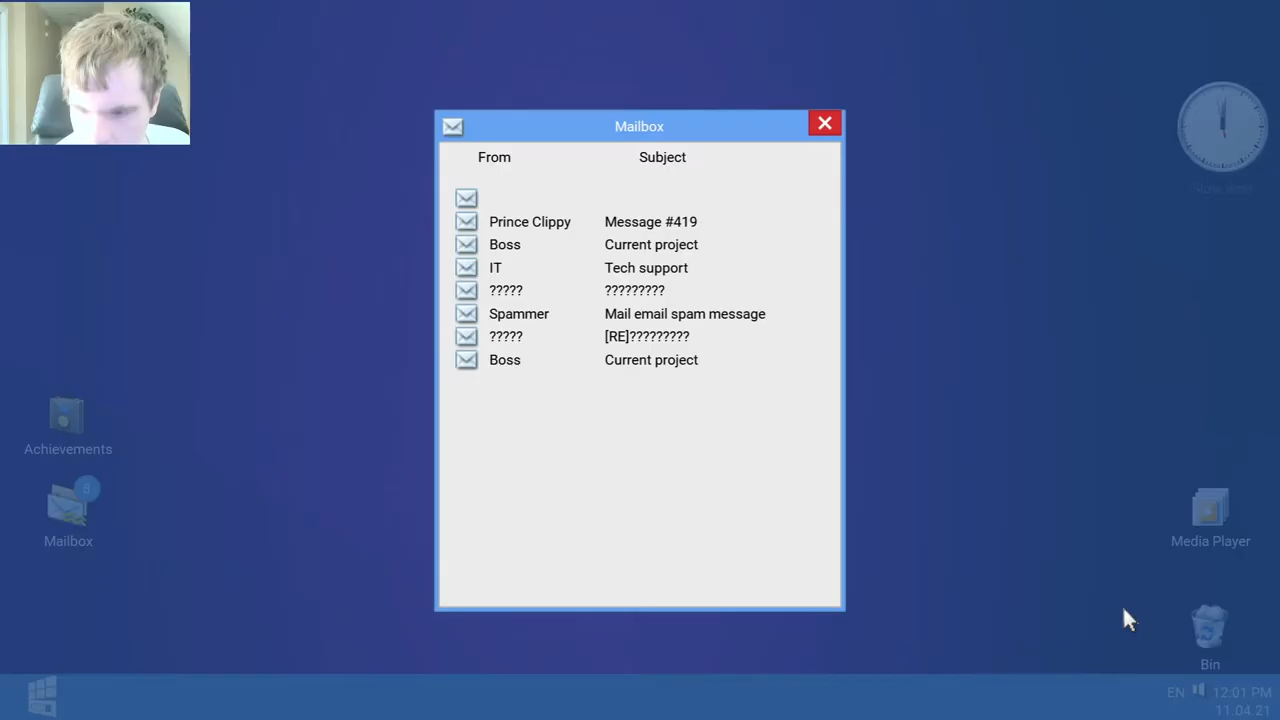 Mailbox
From Subject
Prince Clippy Message #419
Boss Current project
IT Tech support
????? ?????????
Spammer Mail email spam message
????? [RE]?????????
Boss Current project
Achievements
8
Mailbox
Media Player
Bin
EN 12:01 PM
11.04.21